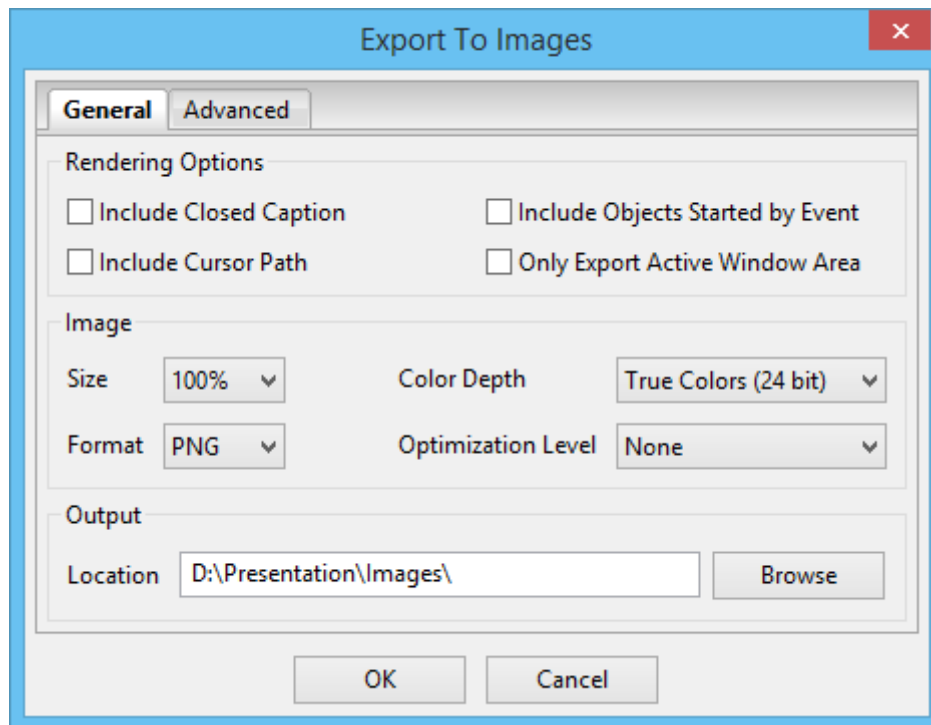 Export To Images
General Advanced
Rendering Options
Include Closed Caption Include Objects Started by Event
Include Cursor Path Only Export Active Window Area
Image
Size 100% Color Depth True Colors (24 bit)
Format PNG Optimization Level None
Output
Location D:\Presentation\Images\ Browse
OK Cancel